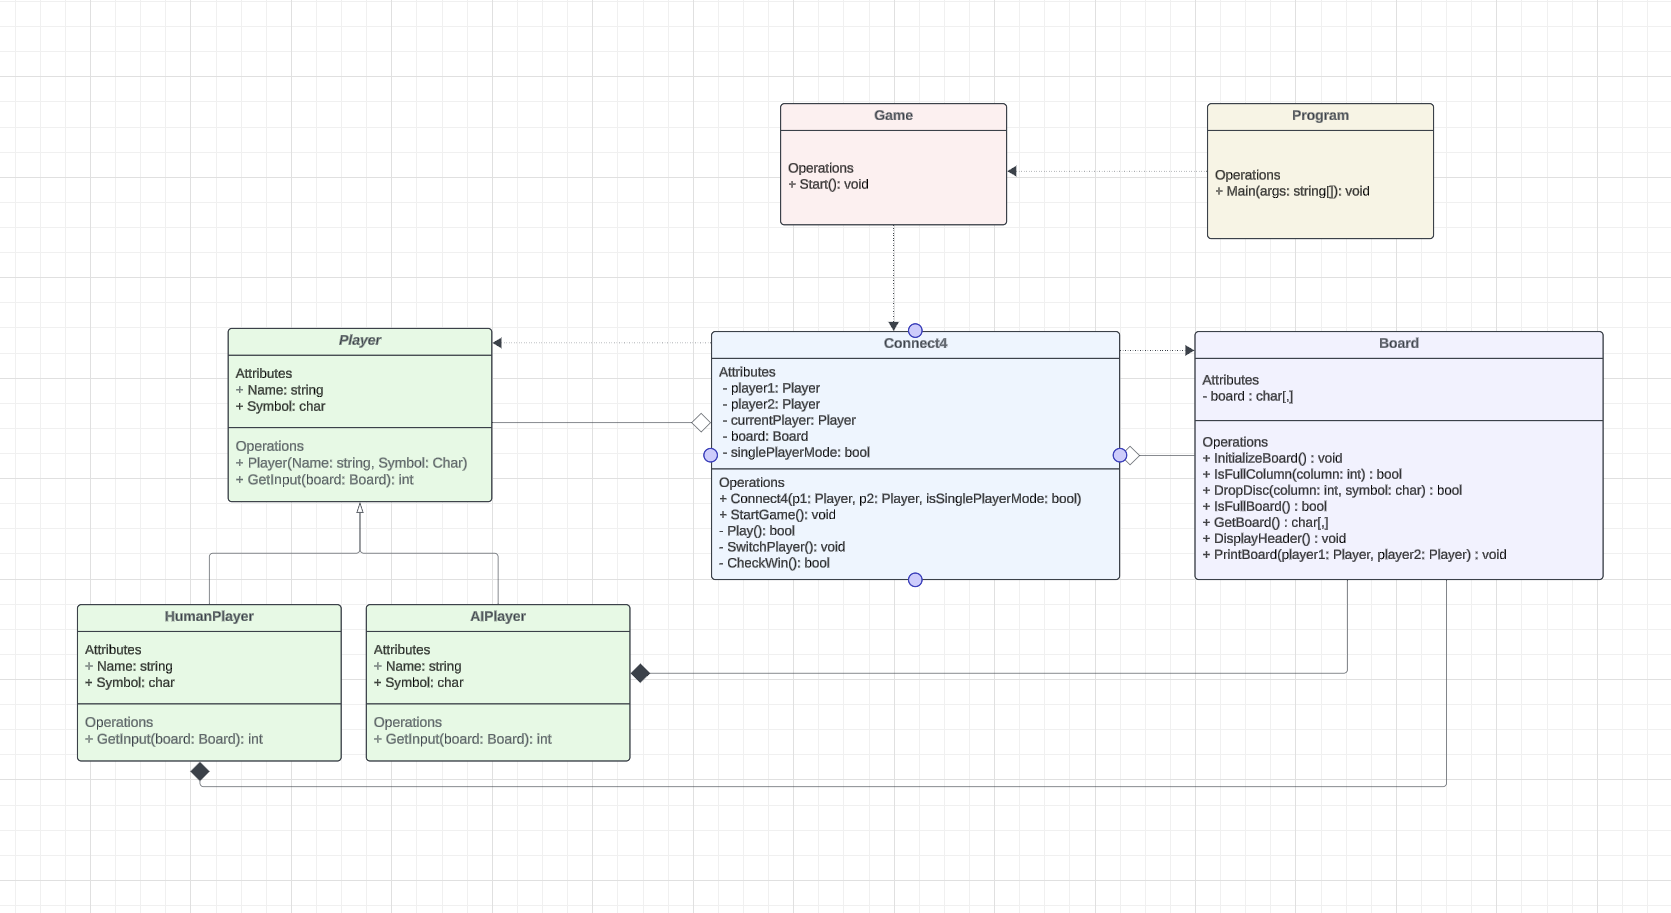 Game
Operations
+ Start(): void
Program
Operations
+ Main(args: string[]): void
Player
Attributes
+ Name: string
+ Symbol: char
Operations
+ Player(Name: string, Symbol: Char)
+ GetInput(board: Board): int
Connect4
Attributes
- player1: Player
- player2: Player
- currentPlayer: Player
- board: Board
- singlePlayerMode: bool
Operations
+ Connect4(p1: Player, p2: Player, isSinglePlayerMode: bool)
+ StartGame(): void
- Play(): bool
- SwitchPlayer(): void
- CheckWin(): bool
Board
Attributes
- board : char[,]
Operations
+ InitializeBoard() : void
+ IsFullColumn(column: int) : bool
+ DropDisc(column: int, symbol: char) : bool
+ IsFullBoard() : bool
+ GetBoard() : char[,]
+ DisplayHeader() : void
+ PrintBoard(player1: Player, player2: Player) : void
HumanPlayer
Attributes
+ Name: string
+ Symbol: char
Operations
+ GetInput(board: Board): int
AIPlayer
Attributes
+ Name: string
+ Symbol: char
Operations
+ GetInput(board: Board): int